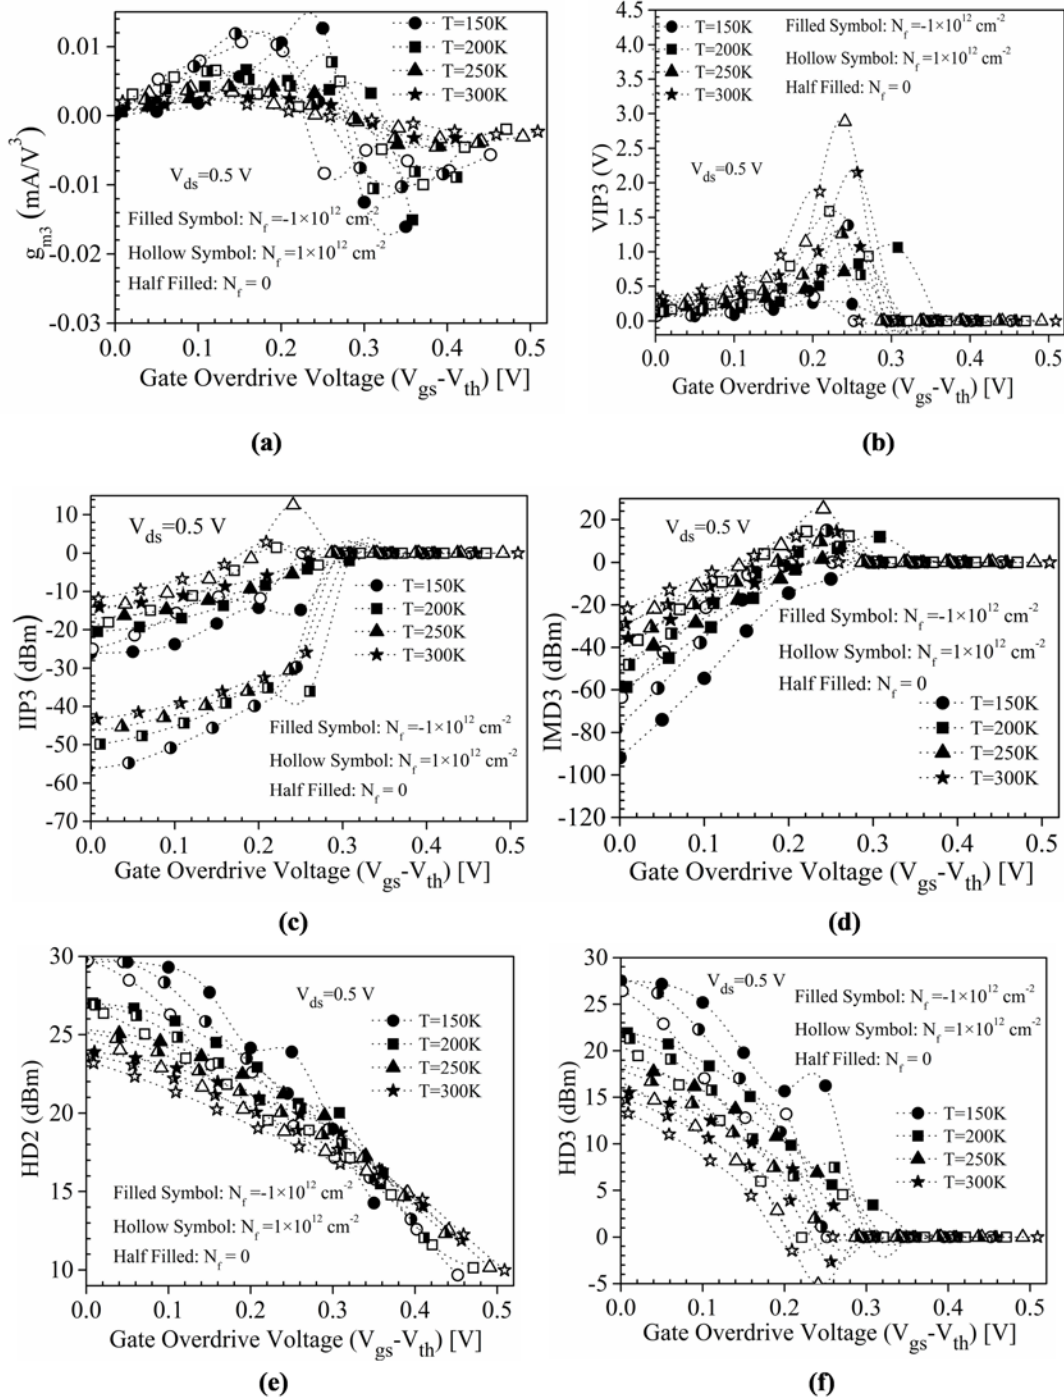 0.01
0.00
-0.01
-0.02
-0.03
g_m3 (mA/V^3)
T=150K
T=200K
T=250K
T=300K
V_ds=0.5 V
Filled Symbol: N_f=-1×10^12 cm^-2
Hollow Symbol: N_f=1×10^12 cm^-2
Half Filled: N_f=0
0.0 0.1 0.2 0.3 0.4 0.5
Gate Overdrive Voltage (V_gs-V_th) [V]
(a)
4.5
4.0
3.5
3.0
2.5
2.0
1.5
1.0
0.5
0.0
VIP3 (V)
T=150K
T=200K
T=250K
T=300K
Filled Symbol: N_f=-1×10^12 cm^-2
Hollow Symbol: N_f=1×10^12 cm^-2
Half Filled: N_f=0
V_ds=0.5 V
0.0 0.1 0.2 0.3 0.4 0.5
Gate Overdrive Voltage (V_gs-V_th) [V]
(b)
10
0
-10
-20
-30
-40
-50
-60
-70
IIP3 (dBm)
V_ds=0.5 V
T=150K
T=200K
T=250K
T=300K
Filled Symbol: N_f=-1×10^12 cm^-2
Hollow Symbol: N_f=1×10^12 cm^-2
Half Filled: N_f = 0
0.0 0.1 0.2 0.3 0.4 0.5
Gate Overdrive Voltage (V_gs-V_th) [V]
(c)
20
0
-20
-40
-60
-80
-100
-120
IMD3 (dBm)
V_ds=0.5 V
Filled Symbol: N_f=-1×10^12 cm^-2
Hollow Symbol: N_f=1×10^12 cm^-2
Half Filled: N_f = 0
T=150K
T=200K
T=250K
T=300K
0.0 0.1 0.2 0.3 0.4 0.5
Gate Overdrive Voltage (V_gs-V_th) [V]
(d)
30
25
20
15
10
HD2 (dBm)
V_ds=0.5 V
T=150K
T=200K
T=250K
T=300K
Filled Symbol: N_f=-1×10^12 cm^-2
Hollow Symbol: N_f=1×10^12 cm^-2
Half Filled: N_f = 0
0.0 0.1 0.2 0.3 0.4 0.5
Gate Overdrive Voltage (V_gs-V_th) [V]
(e)
30
25
20
15
10
5
0
-5
HD3 (dBm)
V_ds=0.5 V
Filled Symbol: N_f=-1×10^12 cm^-2
Hollow Symbol: N_f=1×10^12 cm^-2
Half Filled: N_f = 0
T=150K
T=200K
T=250K
T=300K
0.0 0.1 0.2 0.3 0.4 0.5
Gate Overdrive Voltage (V_gs-V_th) [V]
(f)